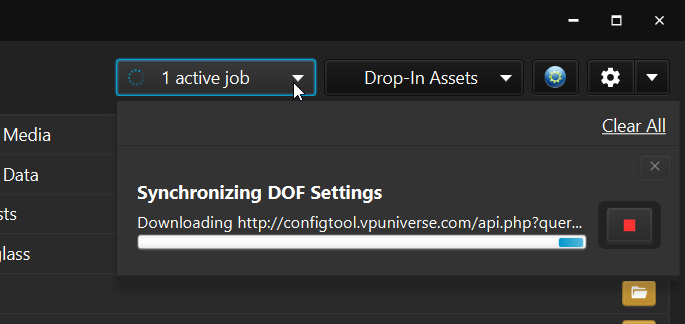 1 active job
Drop-In Assets
Clear All
Media
Data
sts
glass
Synchronizing DOF Settings
Downloading http://configtool.vpuniverse.com/api.php?quer...